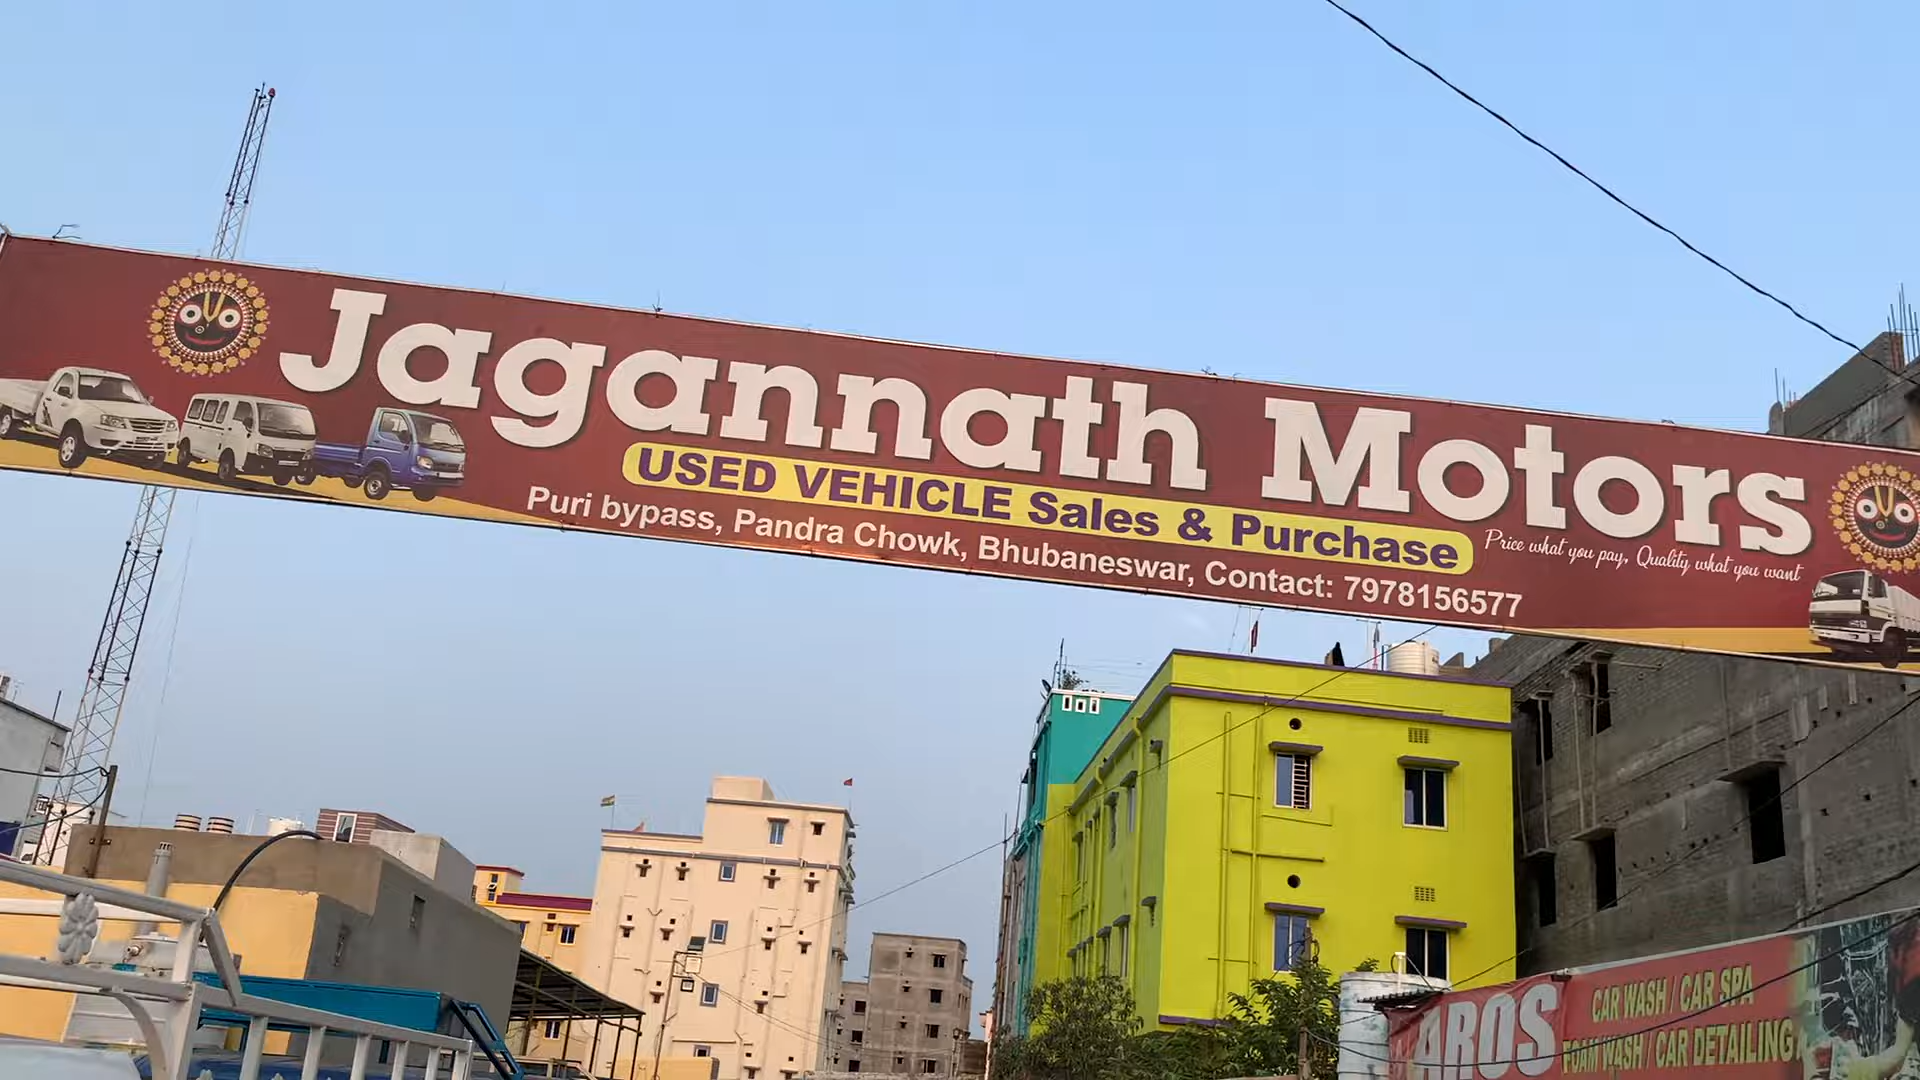 Jagannath Motors
USED VEHICLE Sales & Purchase
Price what you pay, Quality what you want
Puri bypass, Pandra Chowk, Bhubaneswar, Contact: 7978156577
AROS
CAR WASH / CAR SPA
FOAM WASH / CAR DETAILING